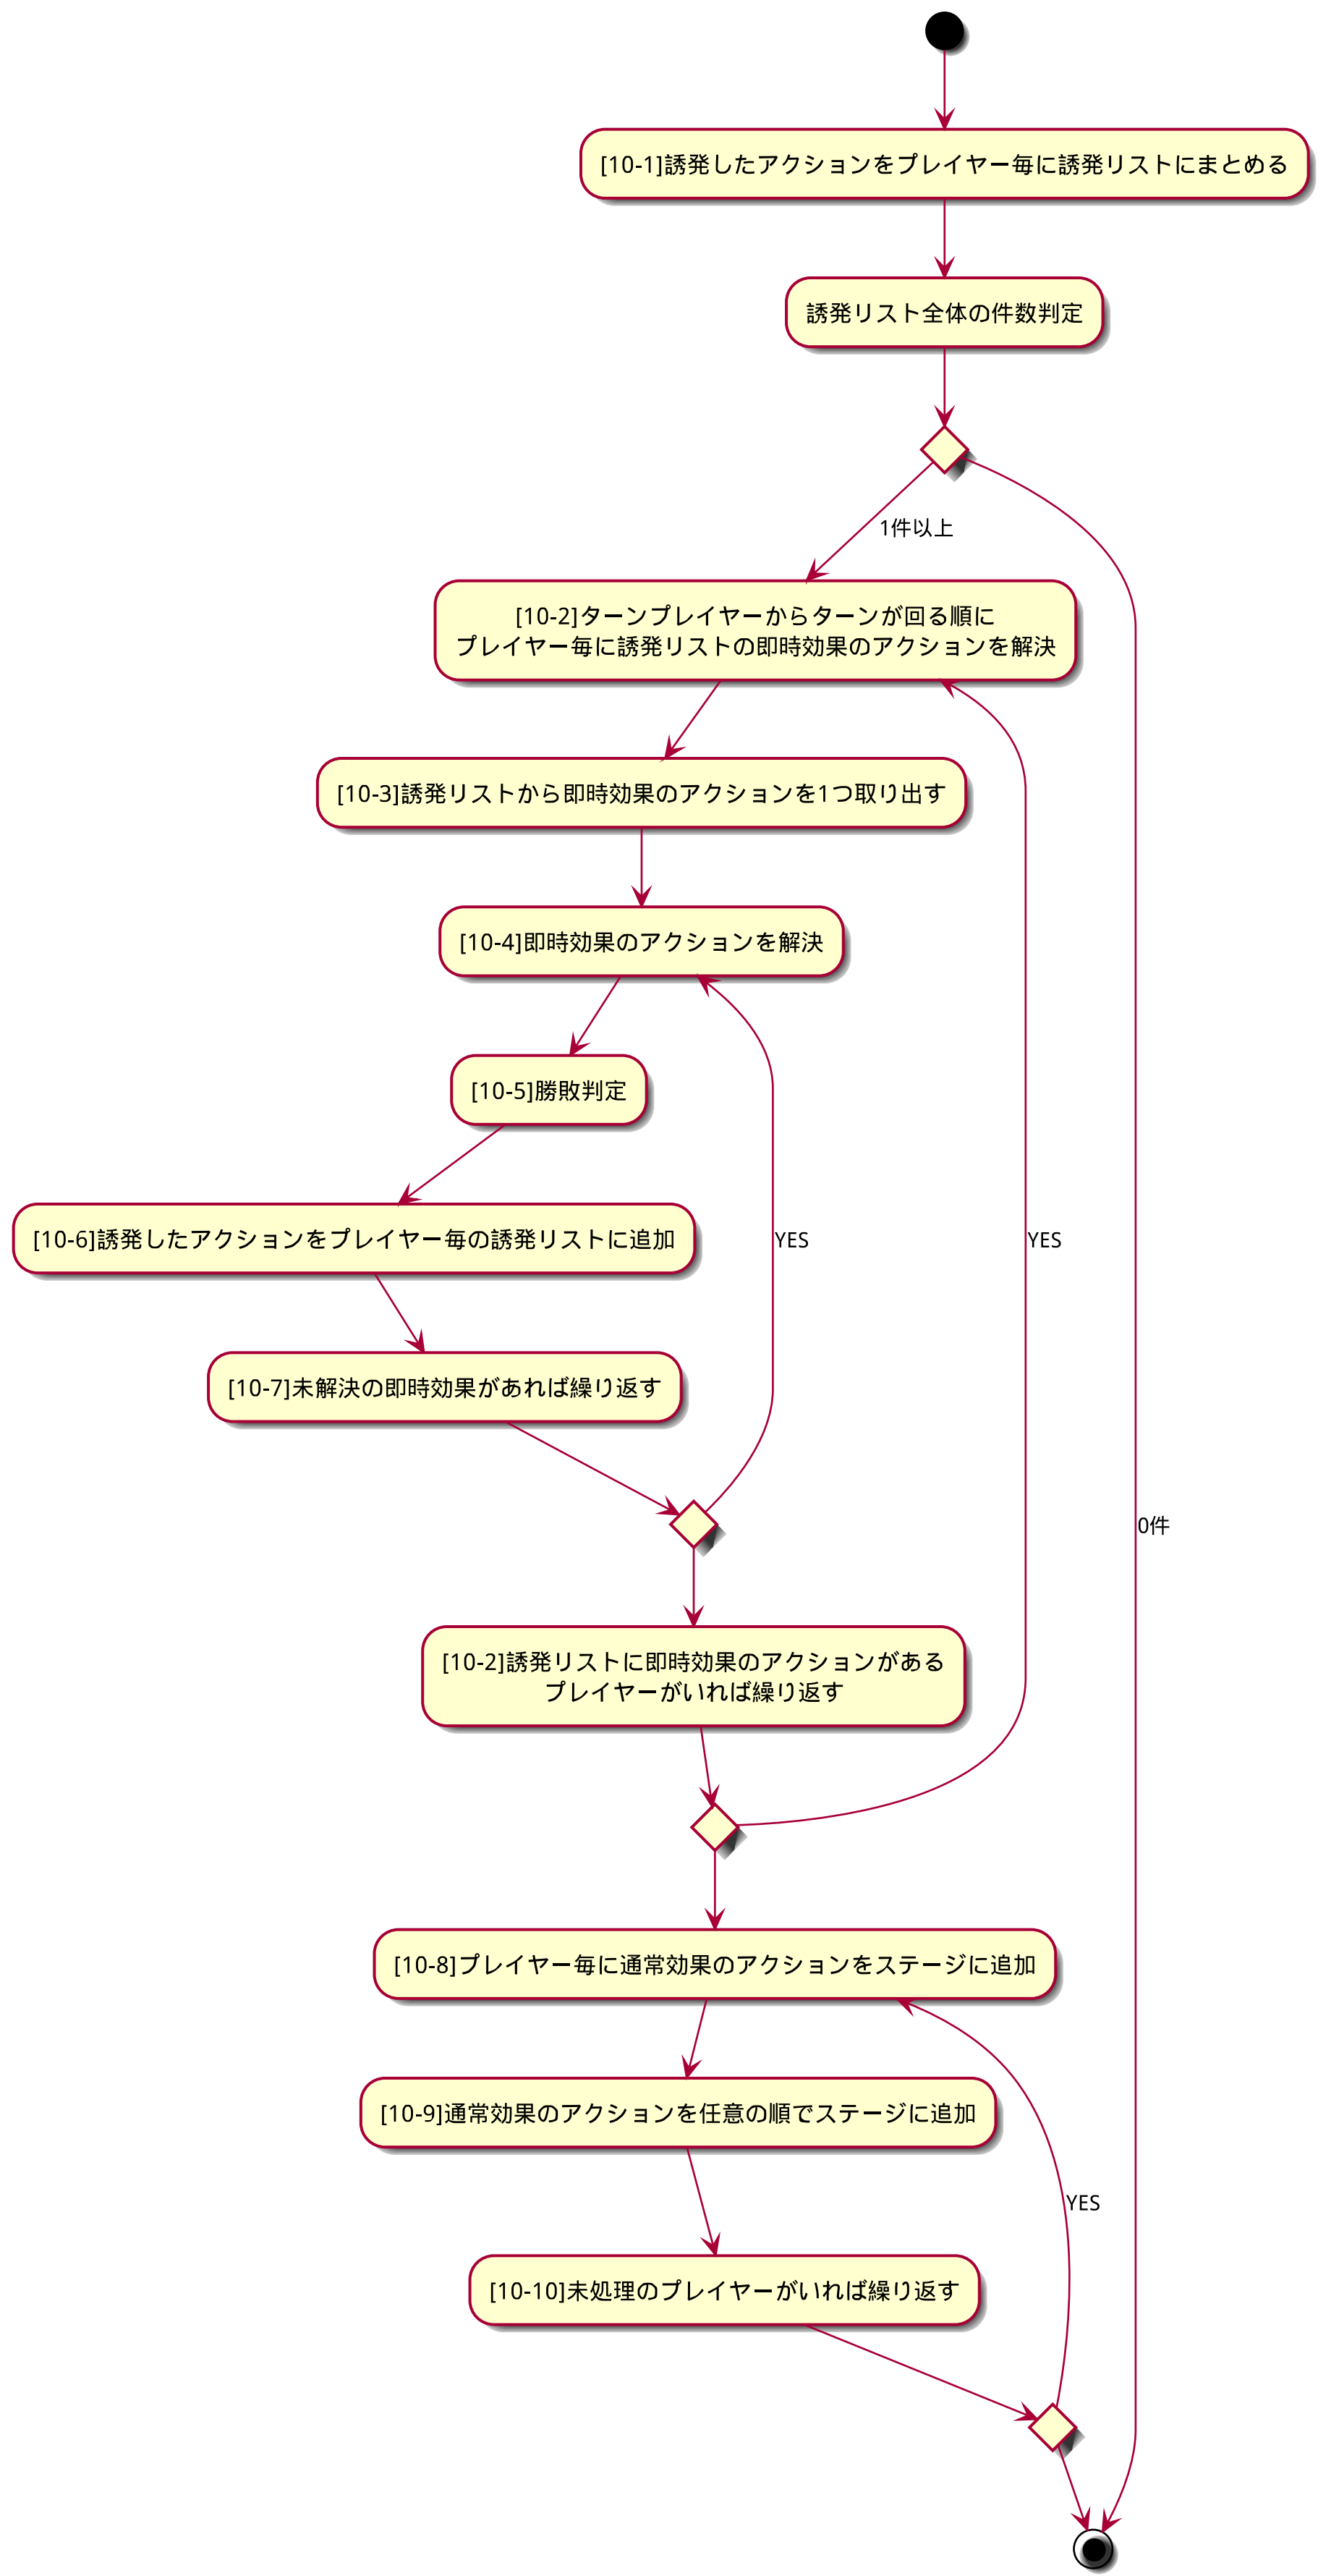 [10-1]誘発したアクションをプレイヤー毎に誘発リストにまとめる
誘発リスト全体の件数判定
1件以上
[10-2]ターンプレイヤーからターンが回る順に
プレイヤー毎に誘発リストの即時効果のアクションを解決
[10-3]誘発リストから即時効果のアクションを1つ取り出す
[10-4]即時効果のアクションを解決
[10-5]勝敗判定
[10-6]誘発したアクションをプレイヤー毎の誘発リストに追加
YES
YES
[10-7]未解決の即時効果があれば繰り返す
0件
[10-2]誘発リストに即時効果のアクションがある
プレイヤーがいれば繰り返す
[10-8]プレイヤー毎に通常効果のアクションをステージに追加
[10-9]通常効果のアクションを任意の順でステージに追加
YES
[10-10]未処理のプレイヤーがいれば繰り返す